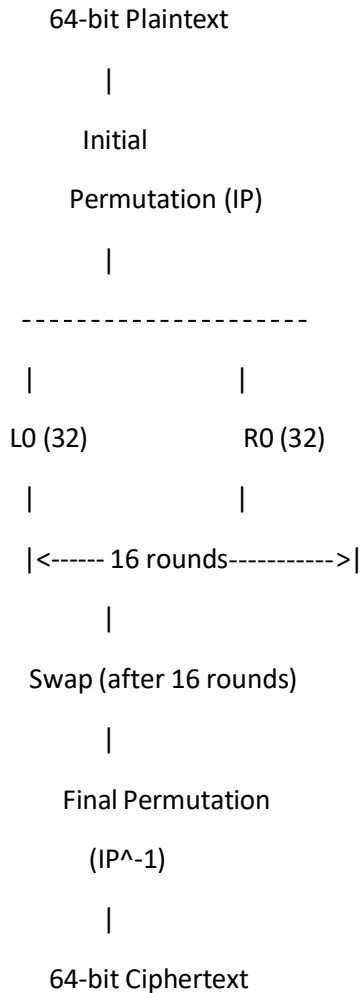 64-bit Plaintext
|
Initial
Permutation (IP)
|
---------------------
| |
L0 (32) R0 (32)
| |
|<------ 16 rounds----------->|
|
Swap (after 16 rounds)
|
Final Permutation
(IP^-1)
|
64-bit Ciphertext